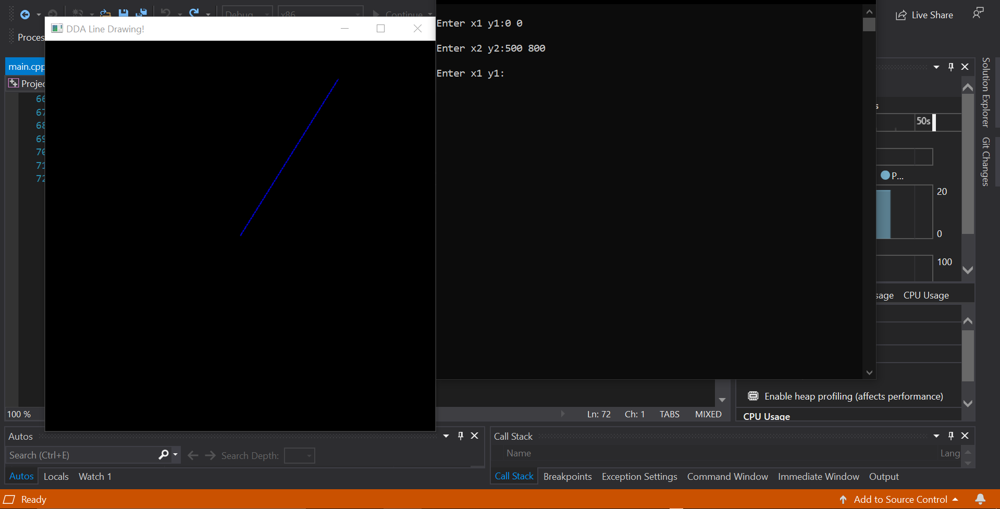 Debug
x86
Continue
Live Share
DDA Line Drawing!
Proces
Enter x1 y1:0 0
Enter x2 y2:500 800
Enter x1 y1:
main.cpp
Projec
66
67
68
69
70
71
72
Solution Explorer
Git Changes
s
50s
P...
20
0
100
sage
CPU Usage
Enable heap profiling (affects performance)
CPU Usage
100 %
Ln: 72
Ch: 1
TABS
MIXED
Autos
Search (Ctrl+E)
Search Depth:
Autos
Locals
Watch 1
Call Stack
Name
Lang
Call Stack
Breakpoints
Exception Settings
Command Window
Immediate Window
Output
Ready
Add to Source Control